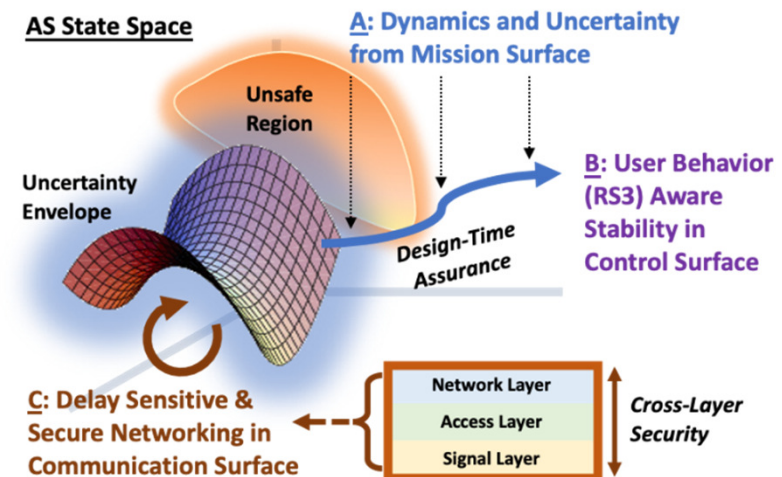 AS State Space
A: Dynamics and Uncertainty
from Mission Surface
Unsafe
Region
Uncertainty
Envelope
B: User Behavior
(RS3) Aware
Stability in
Control Surface
Design-Time
Assurance
C: Delay Sensitive &
Secure Networking in
Communication Surface
Network Layer
Access Layer
Signal Layer
Cross-Layer
Security